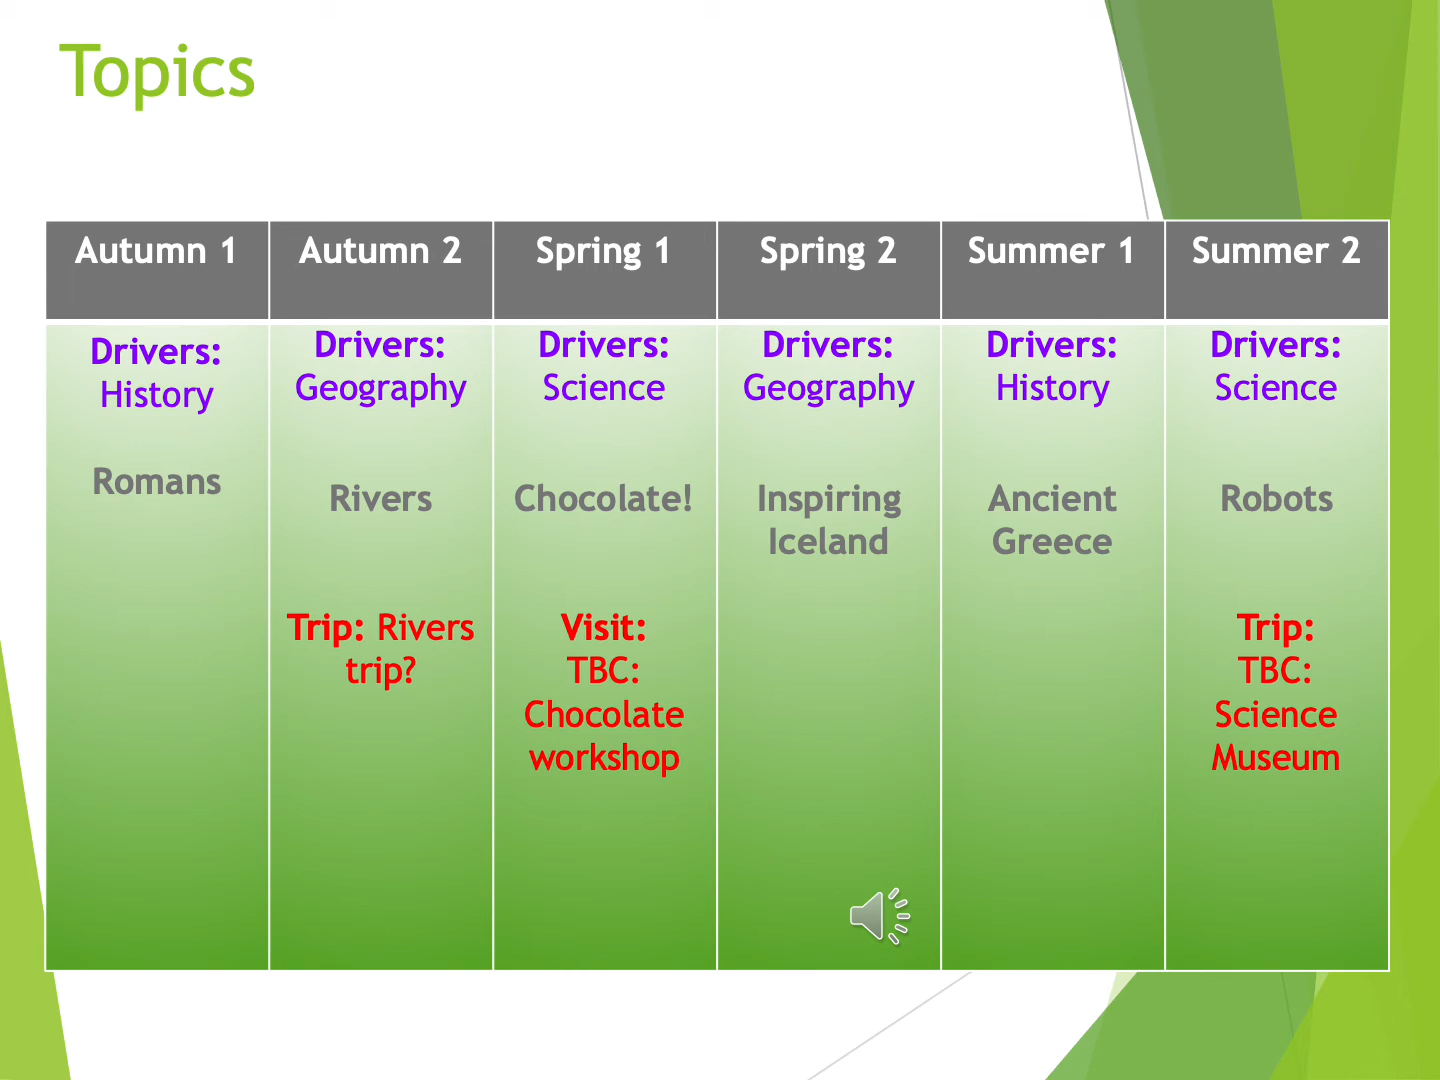 Topics
Autumn 1
Autumn 2
Spring 1
Spring 2
Summer 1
Summer 2
Drivers:
History
Romans
Drivers:
Geography
Rivers
Trip: Rivers
trip?
Drivers:
Science
Chocolate!
Visit:
TBC:
Chocolate
workshop
Drivers:
Geography
Inspiring
Iceland
Drivers:
History
Ancient
Greece
Drivers:
Science
Robots
Trip:
TBC:
Science
Museum